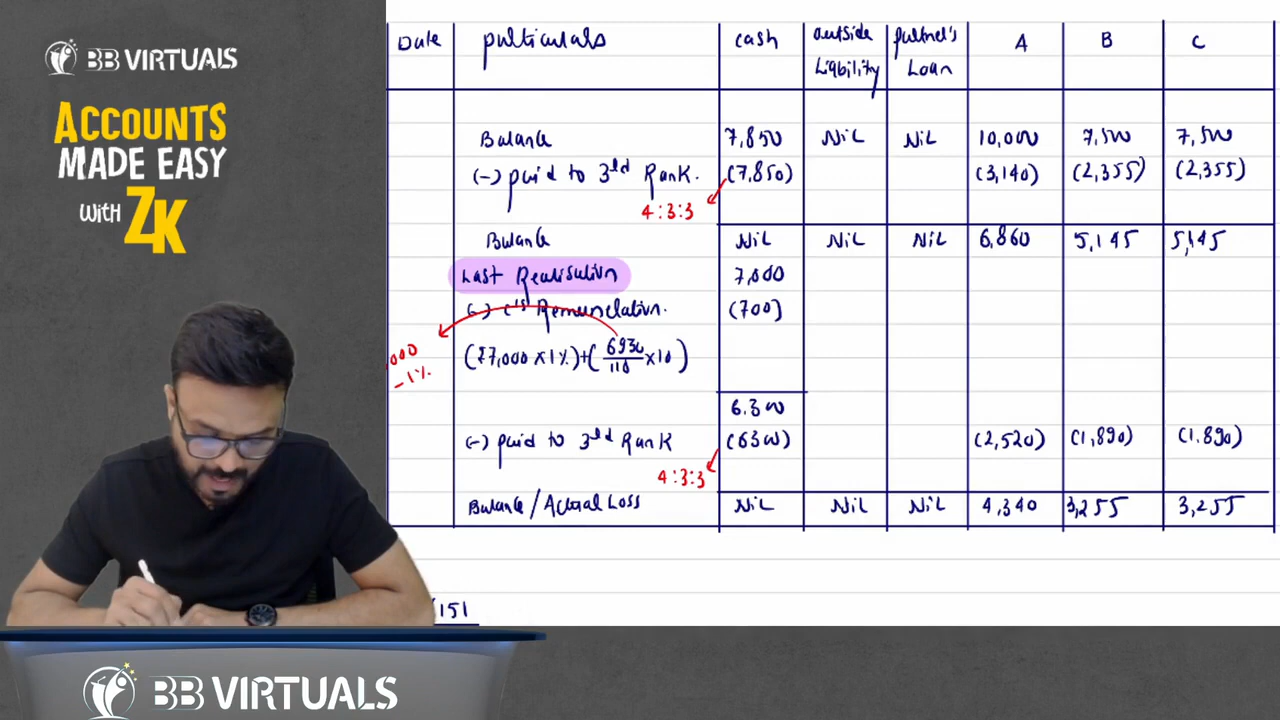 BB VIRTUALS
ACCOUNTS
MADE EASY
WITH ZK
Date particulars cash outside Liability partner's Loan A B C
Balance 7,850 Nil Nil 10,000 7,500 7,500
(-) paid to 3rd Rank. (7,850) (3,140) (2,355) (2,355)
4:3:3
Balance Nil Nil Nil 6,860 5,145 5,145
Last Realisation 7,000
(-) C's Remunelation. (700)
000
-1%
(₹7,000 x 1%) + (6930/110 x 10)
6,300
(-) paid to 3rd Rank (6300) (2,520) (1,890) (1,890)
4:3:3
Balance/Actual Loss Nil Nil Nil 4,340 3,255 3,255
151
BB VIRTUALS